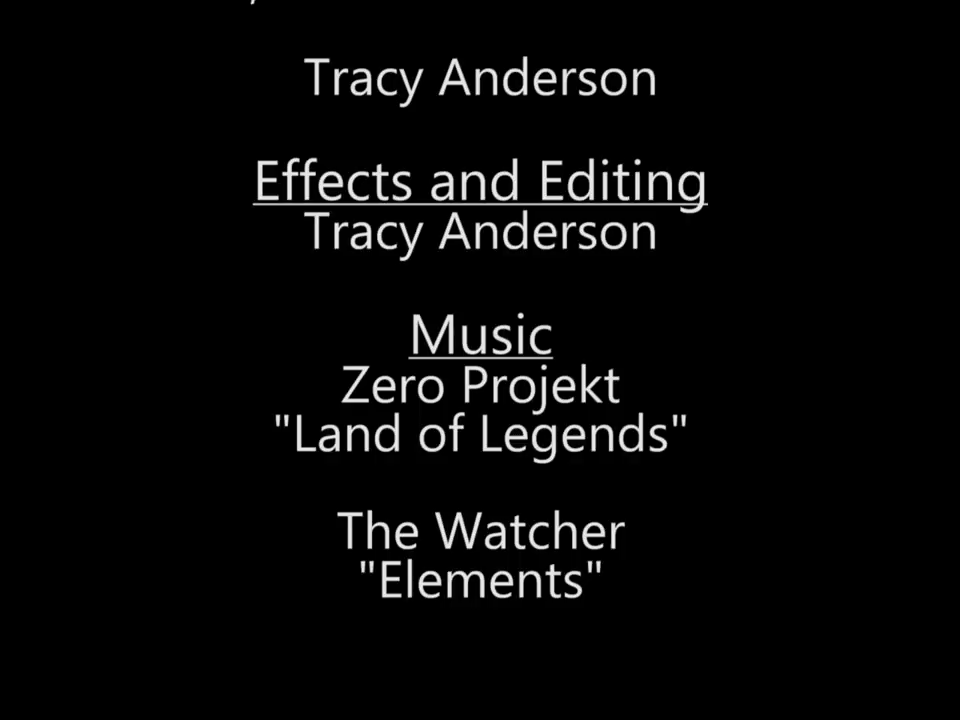 Tracy Anderson
Effects and Editing
Tracy Anderson
Music
Zero Projekt
"Land of Legends"
The Watcher
"Elements"